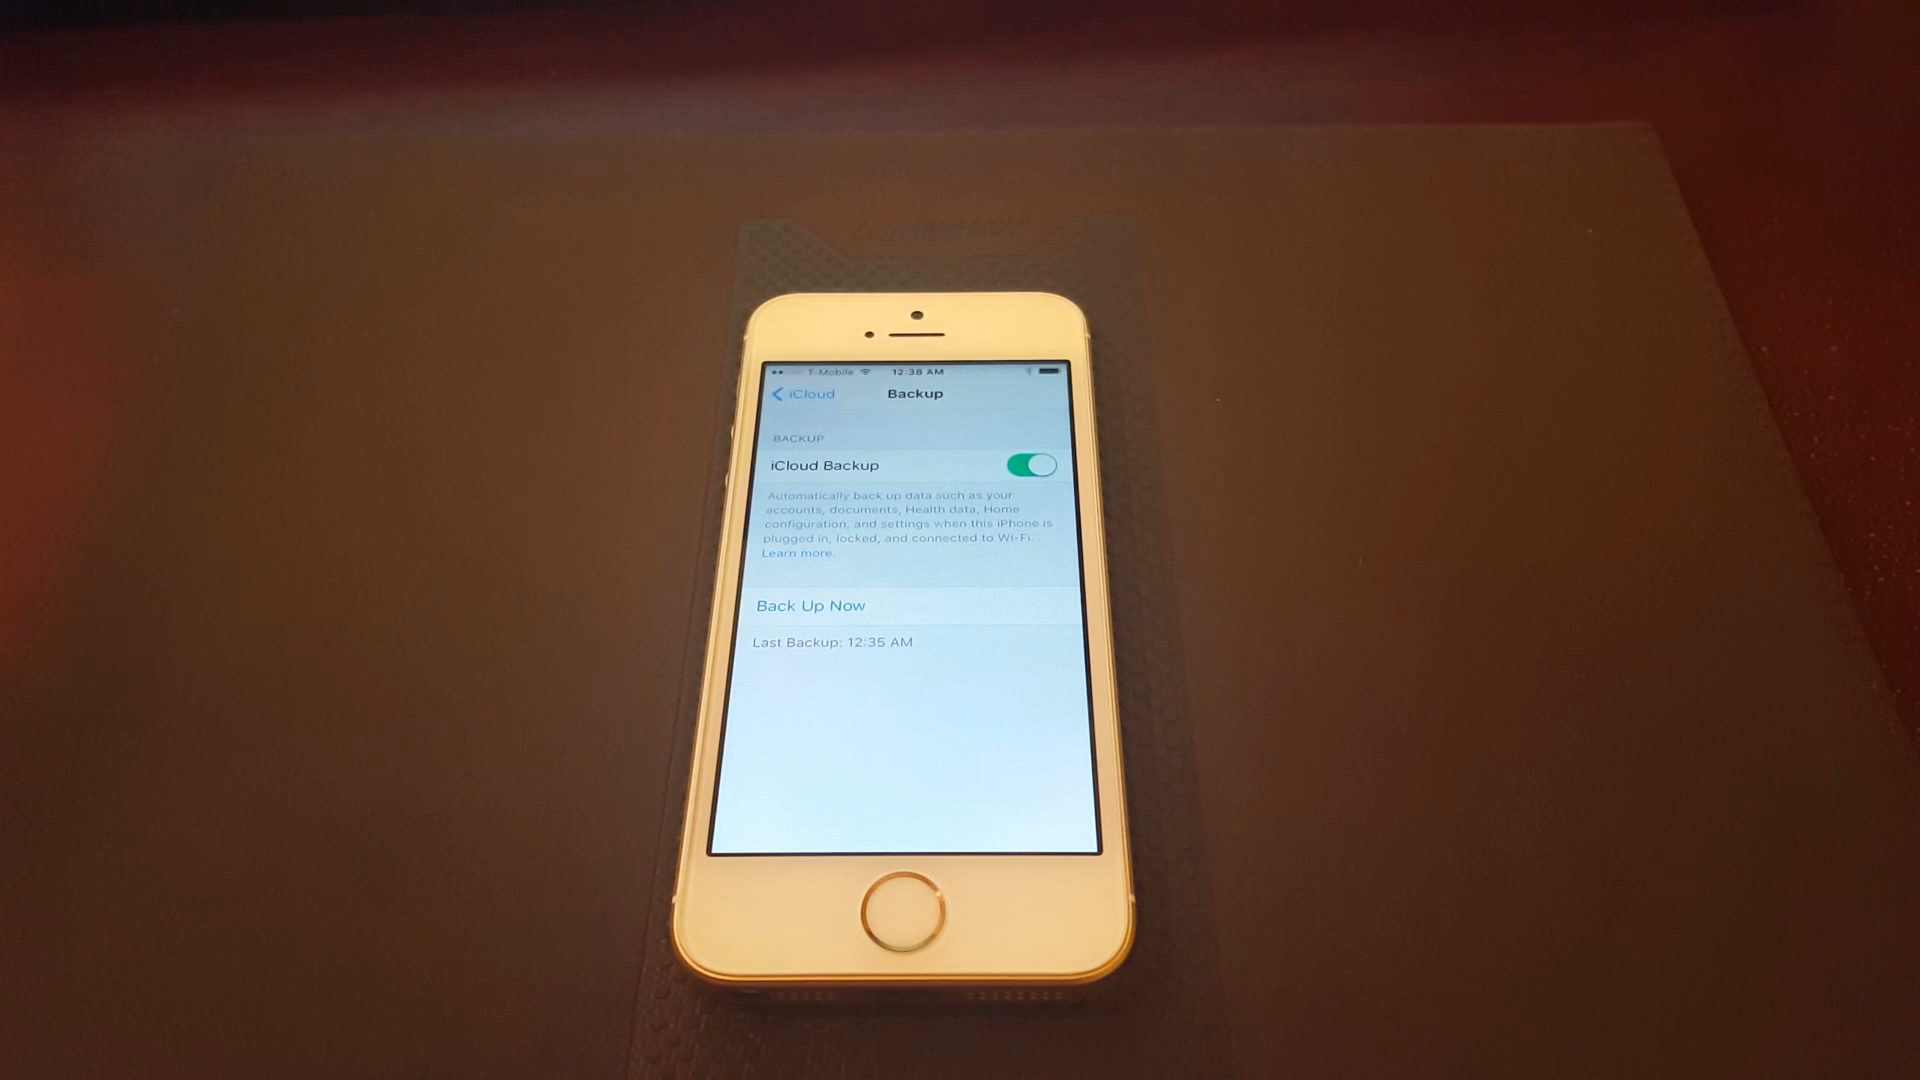 T-Mobile 12:38 AM
iCloud Backup
BACKUP
iCloud Backup
Automatically back up data such as your
accounts, documents, Health data, Home
configuration, and settings when this iPhone is
plugged in, locked, and connected to Wi-Fi.
Learn more.
Back Up Now
Last Backup: 12:35 AM